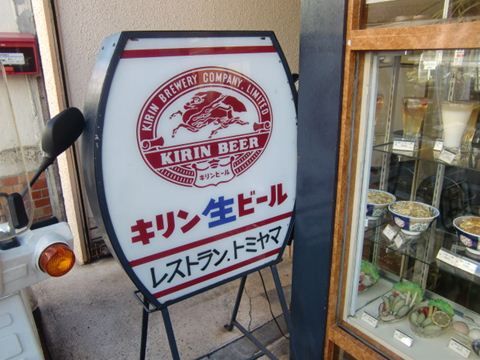 KIRIN BREWERY COMPANY, LIMITED
KIRIN BEER
キリンビール
キリン生ビール
レストラン.トミヤマ